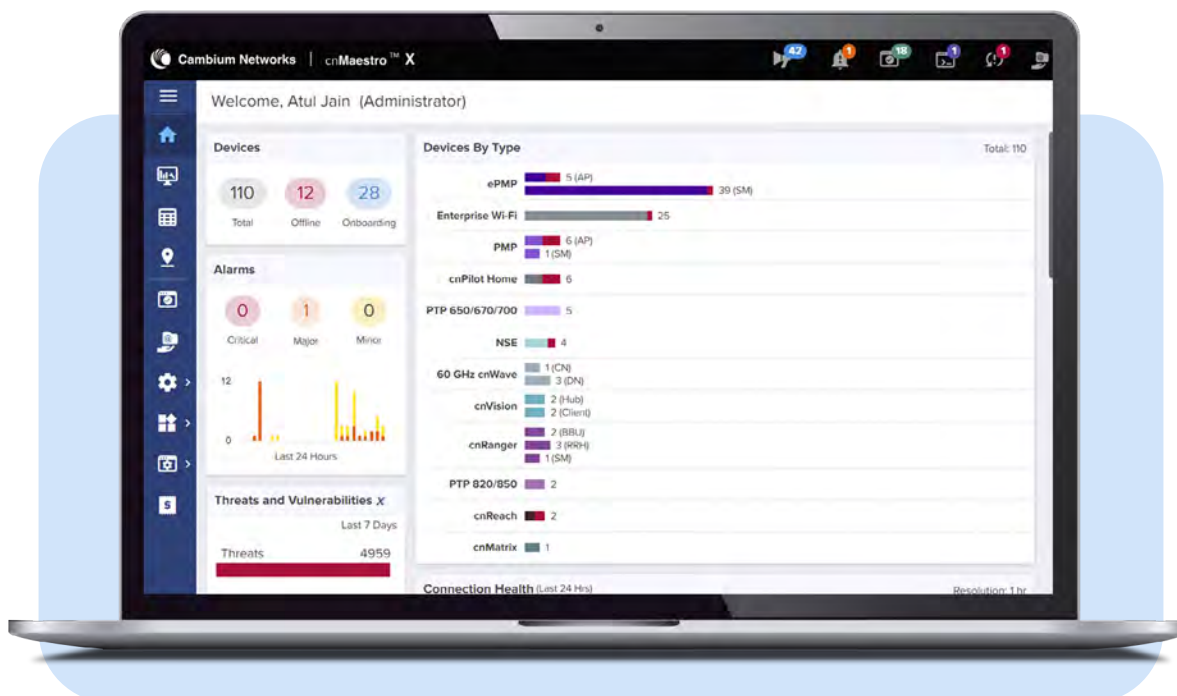 Cambium Networks | cnMaestro™ X
42
1
18
1
1
Welcome, Atul Jain (Administrator)
Devices
110
12
28
Total
Offline
Onboarding
Alarms
0
1
0
Critical
Major
Minor
12
0
Last 24 Hours
Threats and Vulnerabilities X
Last 7 Days
Threats 4959
Devices By Type
Total: 110
ePMP
5 (AP)
39 (SM)
Enterprise Wi-Fi
25
PMP
6 (AP)
1 (SM)
cnPilot Home
6
PTP 650/670/700
5
NSE
4
60 GHz cnWave
1 (CN)
3 (DN)
cnVision
2 (Hub)
2 (Client)
cnRanger
2 (BBU)
3 (RRH)
1 (SM)
PTP 820/850
2
cnReach
2
cnMatrix
1
Connection Health (Last 24 Hrs)
Resolution: 1 hr